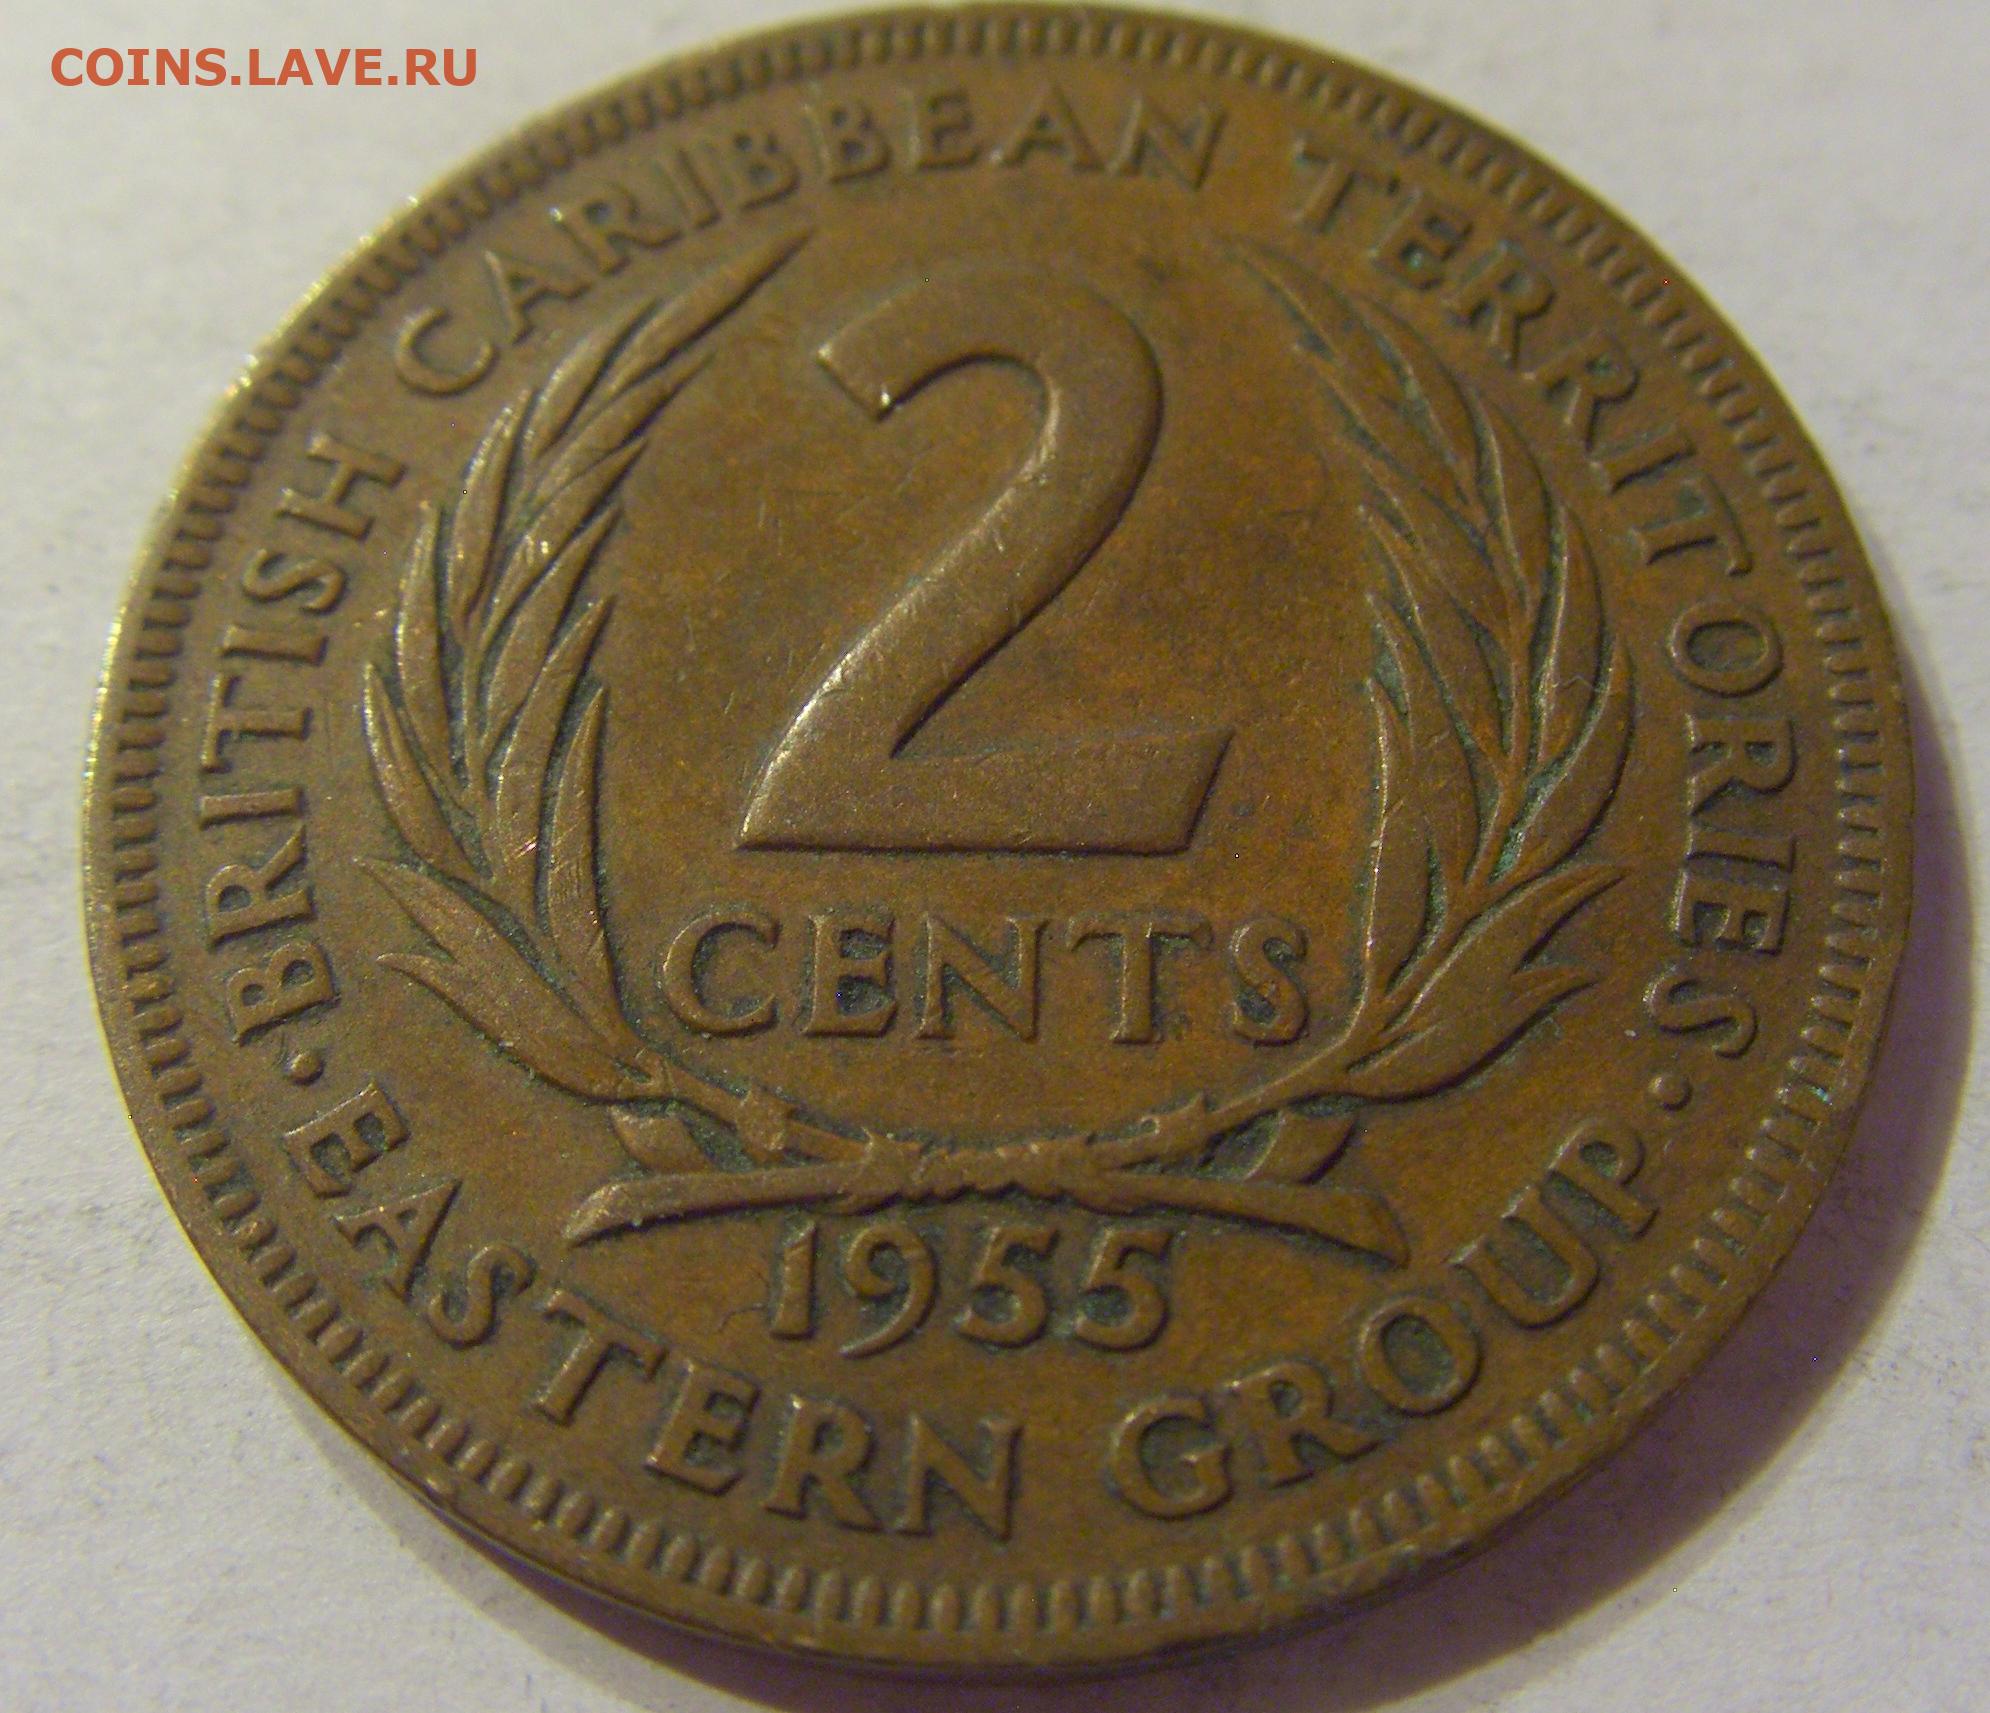 COINS.LAVE.RU
BRITISH CARIBBEAN TERRITORIES
2
CENTS
1955
·EASTERN GROUP·